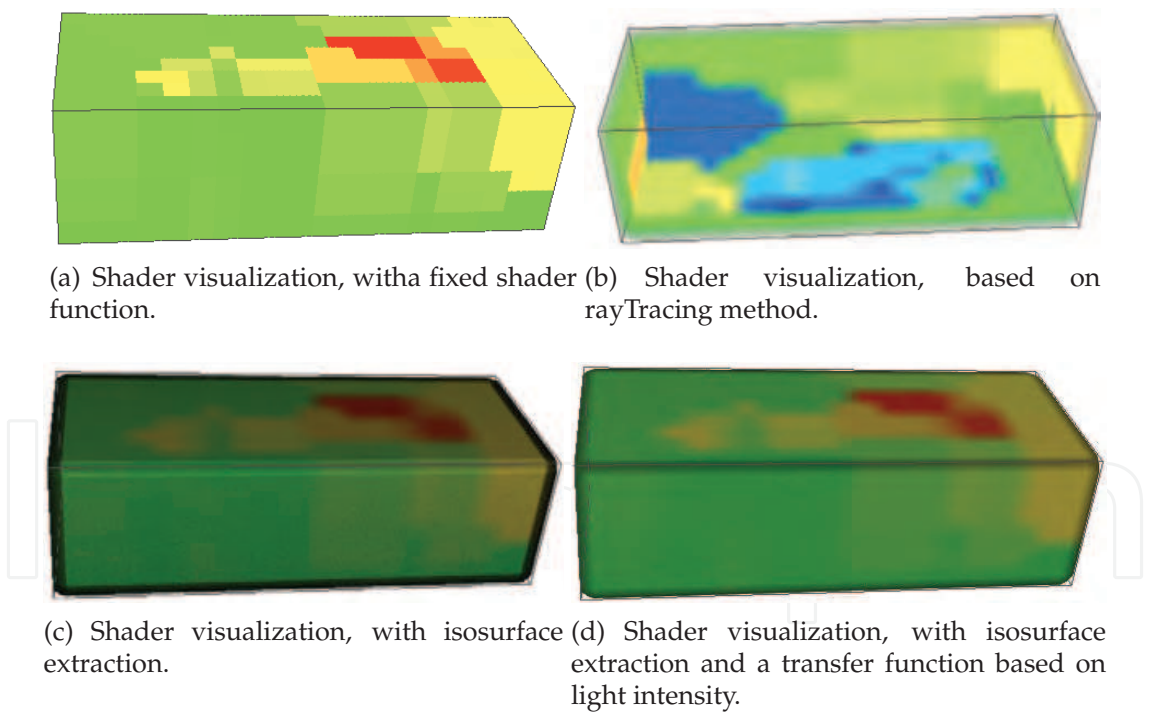 (a) Shader visualization, witha fixed shader
function.
(b) Shader visualization, based on
rayTracing method.
(c) Shader visualization, with isosurface
extraction.
(d) Shader visualization, with isosurface
extraction and a transfer function based on
light intensity.